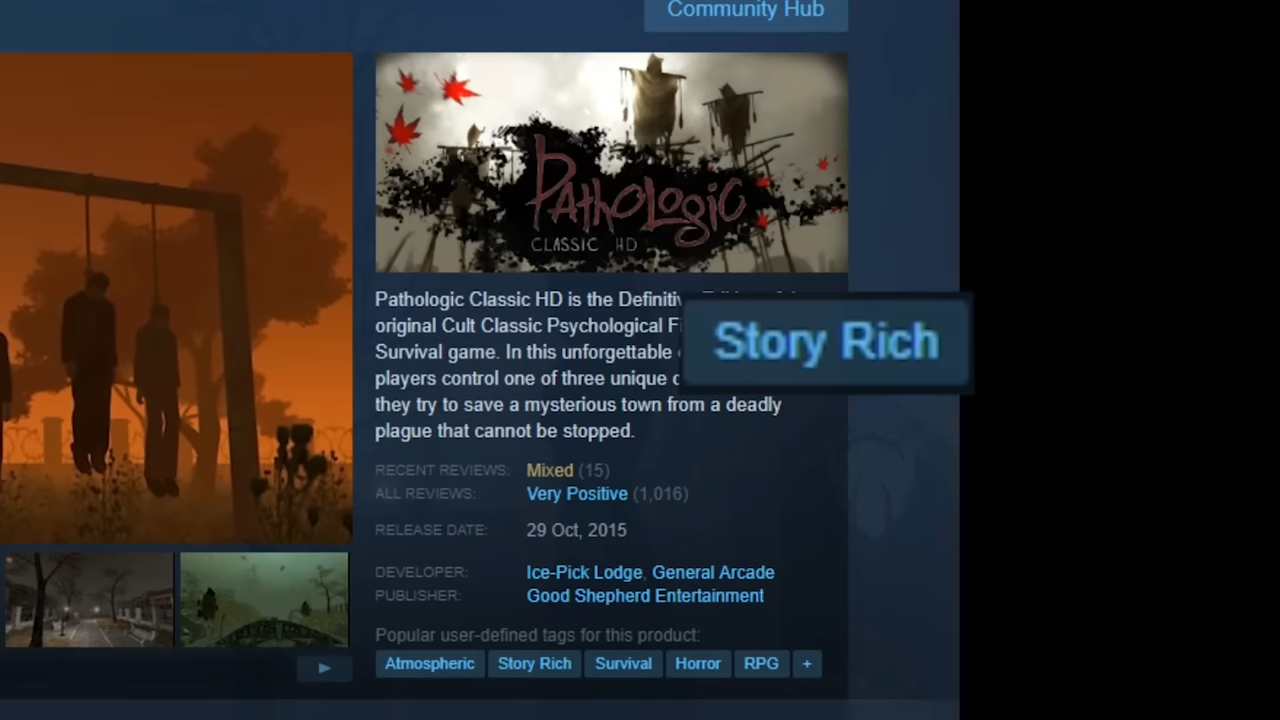 Community Hub
PAthOLogiC
CLASSIC HD
Pathologic Classic HD is the Definitiv
original Cult Classic Psychological F
Survival game. In this unforgettable
players control one of three unique
they try to save a mysterious town from a deadly
plague that cannot be stopped.
Story Rich
RECENT REVIEWS: Mixed (15)
ALL REVIEWS: Very Positive (1,016)
RELEASE DATE: 29 Oct, 2015
DEVELOPER: Ice-Pick Lodge, General Arcade
PUBLISHER: Good Shepherd Entertainment
Popular user-defined tags for this product:
Atmospheric Story Rich Survival Horror RPG +